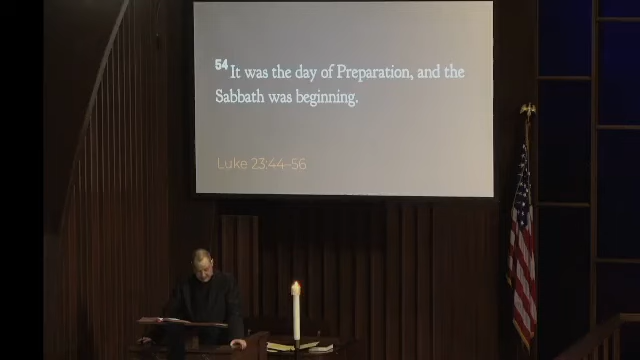 54 It was the day of Preparation, and the
Sabbath was beginning.
Luke 23:44–56